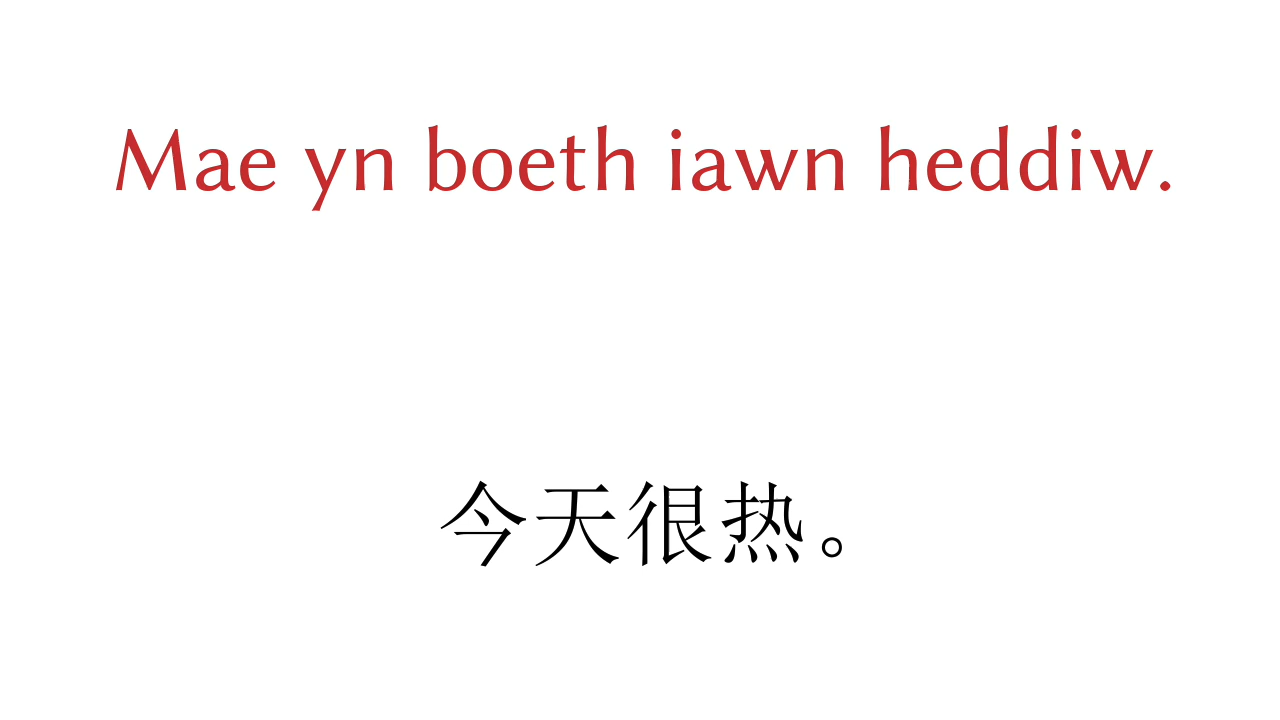 Mae yn boeth iawn heddiw.
今天很热。